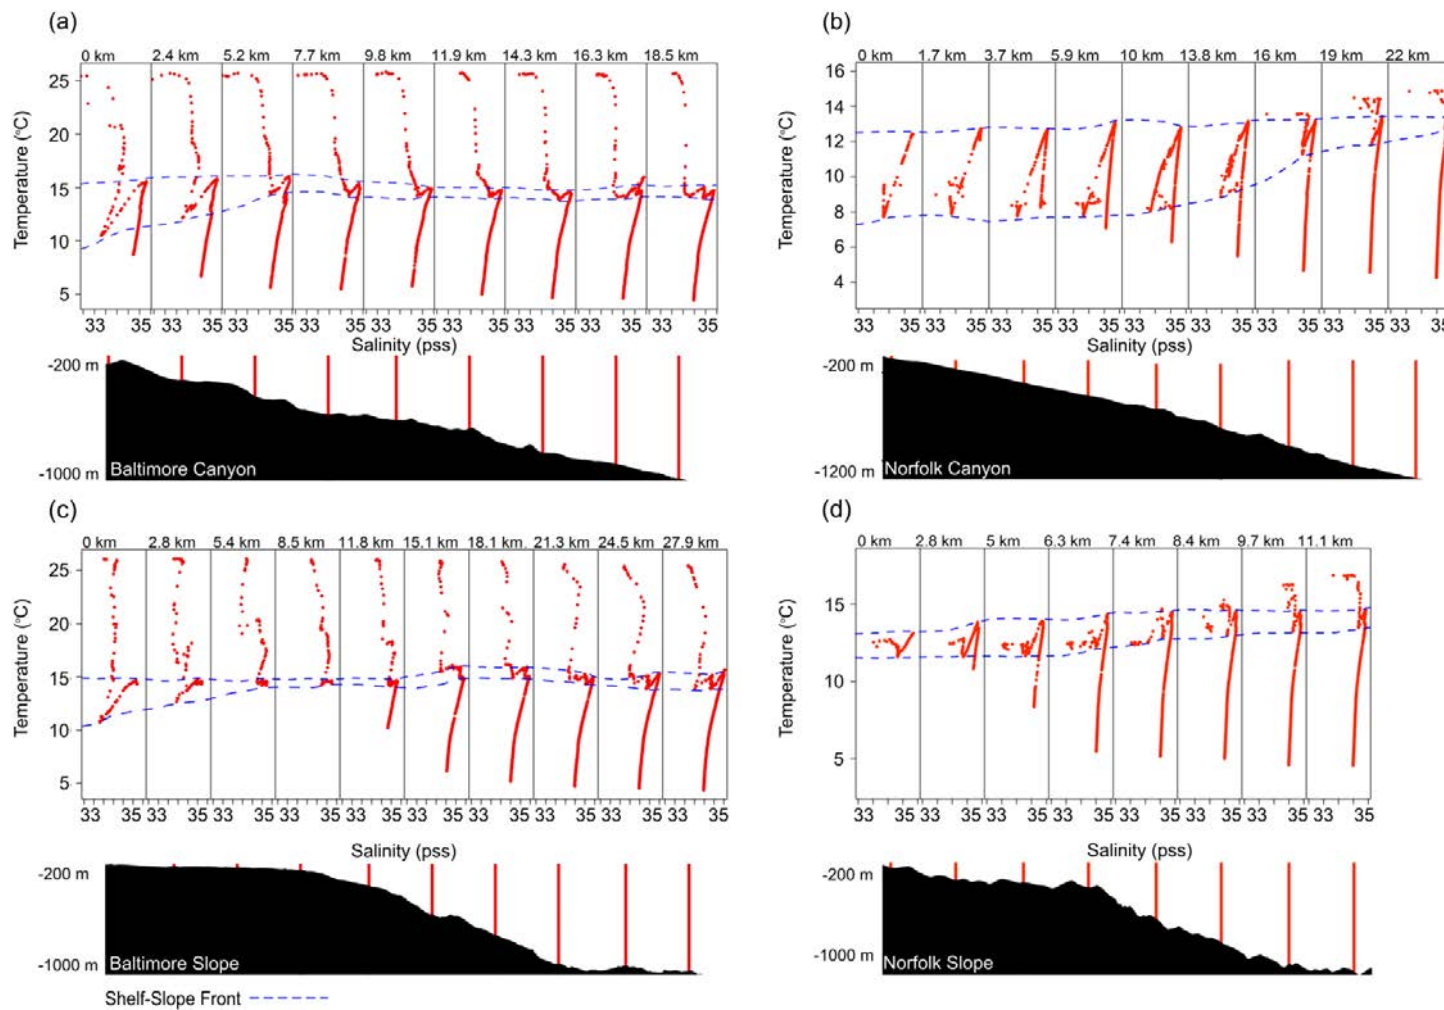 (a)
0 km 2.4 km 5.2 km 7.7 km 9.8 km 11.9 km 14.3 km 16.3 km 18.5 km
25
20
15
10
5
Temperature (°C)
33 35 33 35 33 35 33 35 33 35 33 35 33 35 33 35 33 35
Salinity (pss)
-200 m
-1000 m
Baltimore Canyon
(b)
0 km 1.7 km 3.7 km 5.9 km 10 km 13.8 km 16 km 19 km 22 km
16
14
12
10
8
6
4
Temperature (°C)
33 35 33 35 33 35 33 35 33 35 33 35 33 35 33 35 33 35
Salinity (pss)
-200 m
-1200 m
Norfolk Canyon
(c)
0 km 2.8 km 5.4 km 8.5 km 11.8 km 15.1 km 18.1 km. 21.3 km 24.5 km 27.9 km
25
20
15
10
5
Temperature (°C)
33 35 33 35 33 35 33 35 33 35 33 35 33 35 33 35 33 35 33 35
Salinity (pss)
-200 m
-1000 m
Baltimore Slope
Shelf-Slope Front
(d)
0 km 2.8 km 5 km 6.3 km 7.4 km 8.4 km 9.7 km 11.1 km
15
10
5
Temperature (°C)
33 35 33 35 33 35 33 35 33 35 33 35 33 35 33 35
Salinity (pss)
-200 m
-1000 m
Norfolk Slope